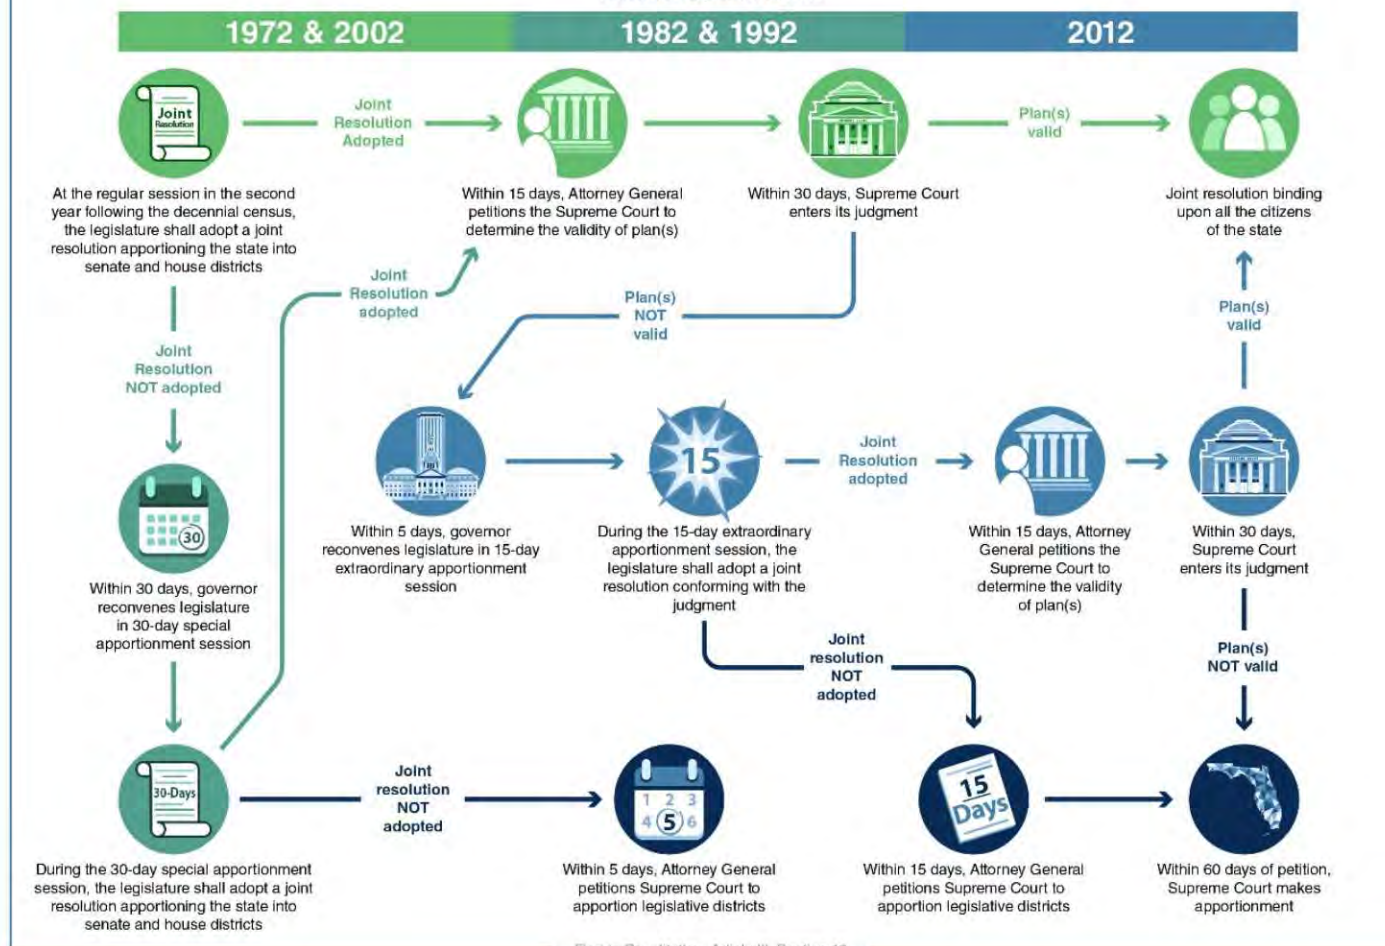 1972 & 2002
1982 & 1992
2012
Joint
Resolution
Joint
Resolution
Adopted
Plan(s)
valid
At the regular session in the second
year following the decennial census,
the legislature shall adopt a joint
resolution apportioning the state into
senate and house districts
Within 15 days, Attorney General
petitions the Supreme Court to
determine the validity of plan(s)
Within 30 days, Supreme Court
enters its judgment
Joint resolution binding
upon all the citizens
of the state
Joint
Resolution
adopted
Plan(s)
NOT
valid
Plan(s)
valid
Joint
Resolution
NOT adopted
15
Joint
Resolution
adopted
30
Within 5 days, governor
reconvenes legislature in 15-day
extraordinary apportionment
session
During the 15-day extraordinary
apportionment session, the
legislature shall adopt a joint
resolution conforming with the
judgment
Within 15 days, Attorney
General petitions the
Supreme Court to
determine the validity
of plan(s)
Within 30 days,
Supreme Court
enters its judgment
Within 30 days, governor
reconvenes legislature
in 30-day special
apportionment session
Joint
resolution
NOT
adopted
Plan(s)
NOT valid
30-Days
Joint
resolution
NOT
adopted
1 2 3
4 5 6
15
Days
During the 30-day special apportionment
session, the legislature shall adopt a joint
resolution apportioning the state into
senate and house districts
Within 5 days, Attorney General
petitions Supreme Court to
apportion legislative districts
Within 15 days, Attorney General
petitions Supreme Court to
apportion legislative districts
Within 60 days of petition,
Supreme Court makes
apportionment